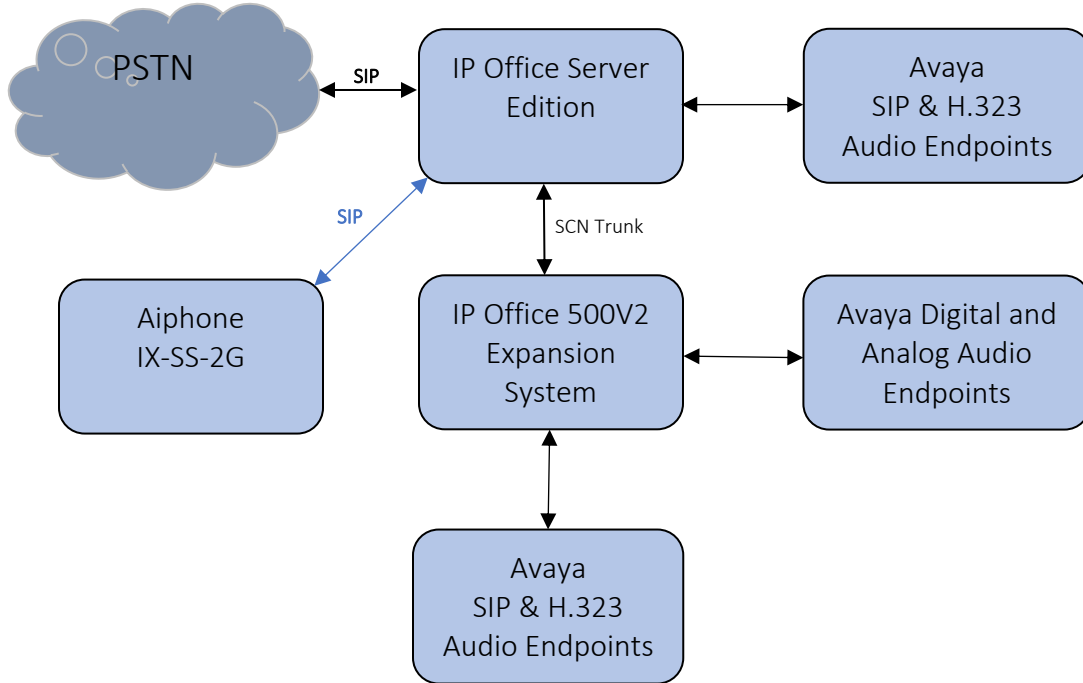 PSTN
SIP
IP Office Server
Edition
Avaya
SIP & H.323
Audio Endpoints
SIP
SCN Trunk
Aiphone
IX-SS-2G
IP Office 500V2
Expansion
System
Avaya Digital and
Analog Audio
Endpoints
Avaya
SIP & H.323
Audio Endpoints